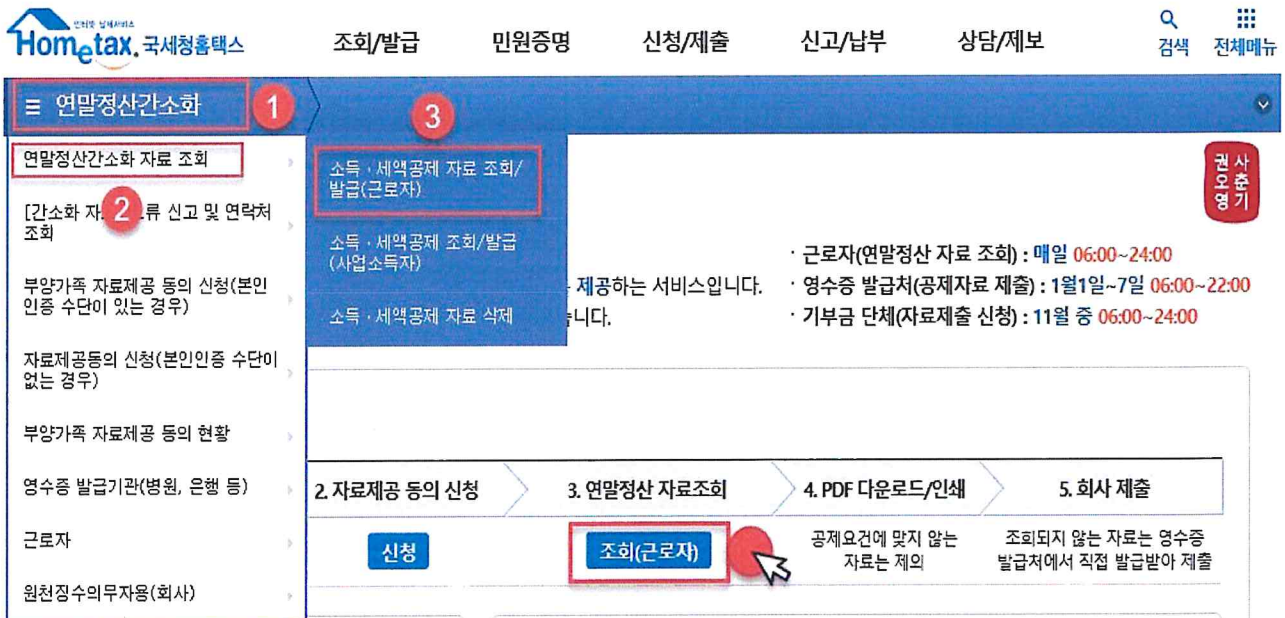 인터넷 납세서비스
Hometax. 국세청홈택스
조회/발급
민원증명
신청/제출
신고/납부
상담/제보
검색
전체메뉴
≡ 연말정산간소화
1
3
연말정산간소화 자료 조회
2
[간소화 자 류 신고 및 연락처
조회
부양가족 자료제공 동의 신청(본인
인증 수단이 있는 경우)
자료제공동의 신청(본인인증 수단이
없는 경우)
부양가족 자료제공 동의 현황
영수증 발급기관(병원, 은행 등)
근로자
원천징수의무자용(회사)
소득·세액공제 자료 조회/
발급(근로자)
소득·세액공제 조회/발급
(사업소득자)
소득·세액공제 자료 삭제
제공하는 서비스입니다.
습니다.
권오영
사춘기
· 근로자(연말정산 자료 조회) : 매일 06:00~24:00
· 영수증 발급처(공제자료 제출) : 1월1일~7일 06:00~22:00
· 기부금 단체(자료제출 신청) : 11월 중 06:00~24:00
2. 자료제공 동의 신청
3. 연말정산 자료조회
4. PDF 다운로드/인쇄
5. 회사 제출
신청
조회(근로자)
공제요건에 맞지 않는
자료는 제외
조회되지 않는 자료는 영수증
발급처에서 직접 발급받아 제출